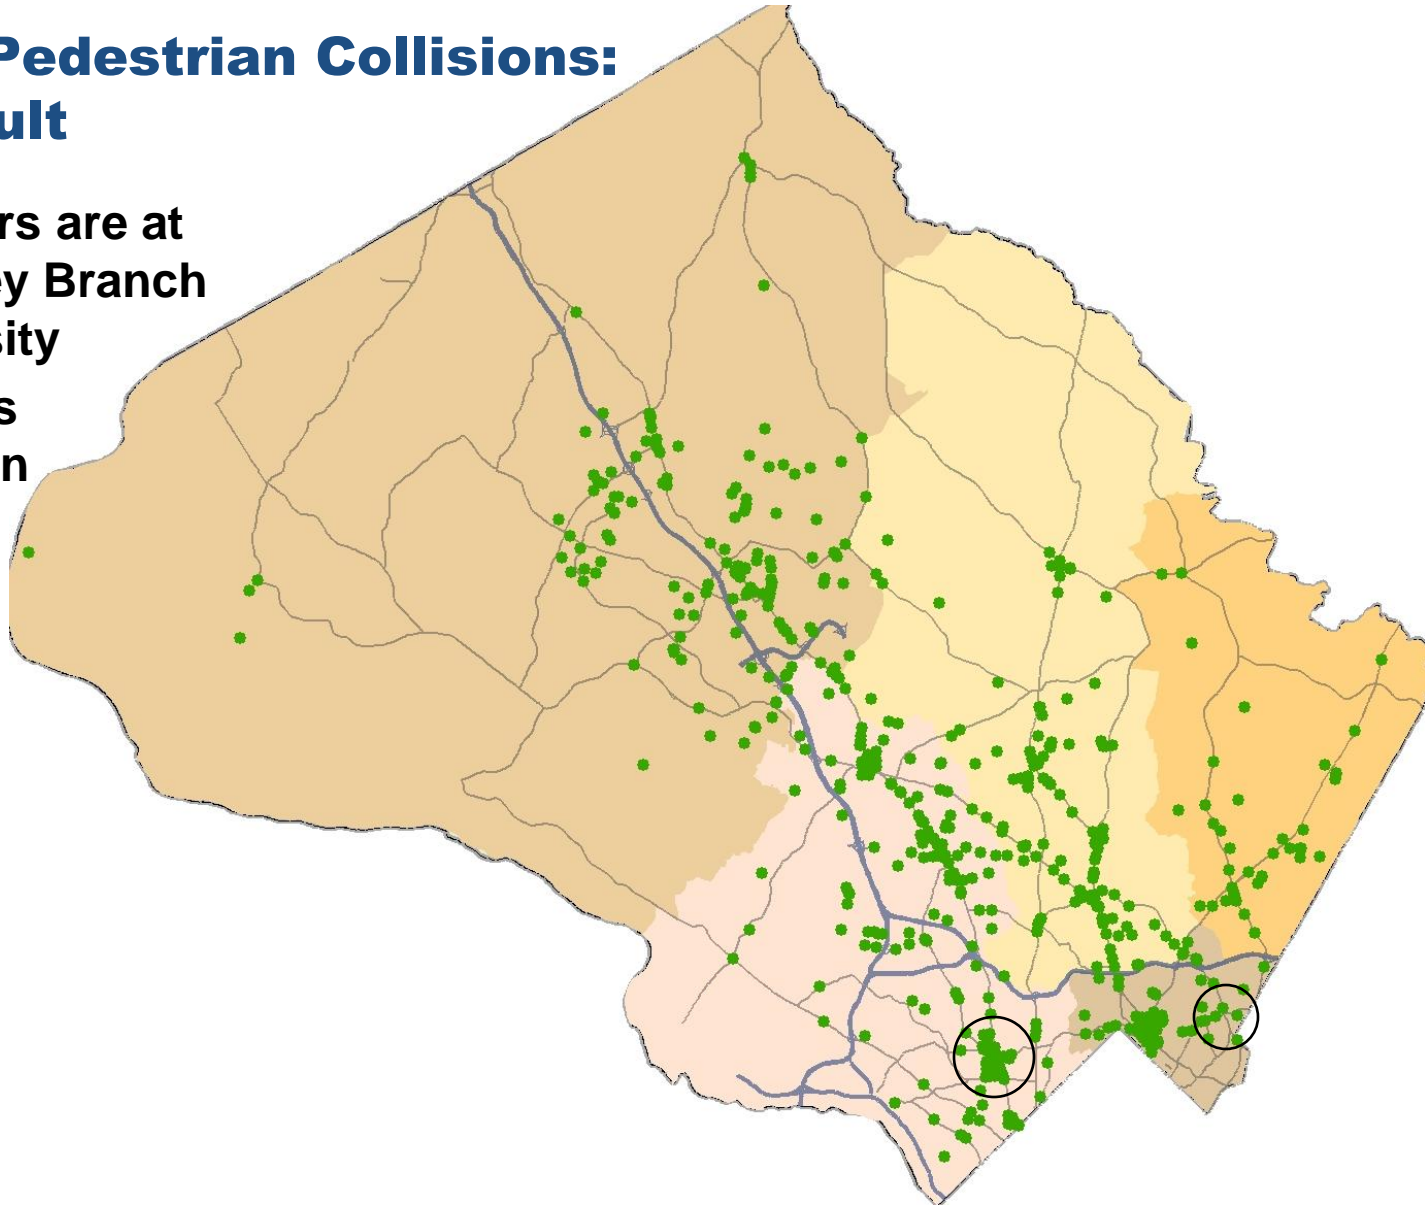 Pedestrian Collisions:
ult
rs are at
ey Branch
sity
s
n